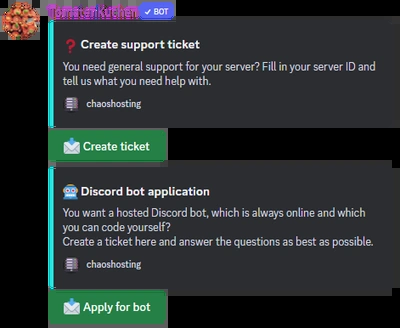 BOT
Create support ticket
You need general support for your server? Fill in your server ID and
tell us what you need help with.
chaoshosting
Create ticket
Discord bot application
You want a hosted Discord bot, which is always online and which
you can code yourself?
Create a ticket here and answer the questions as best as possible.
chaoshosting
Apply for bot